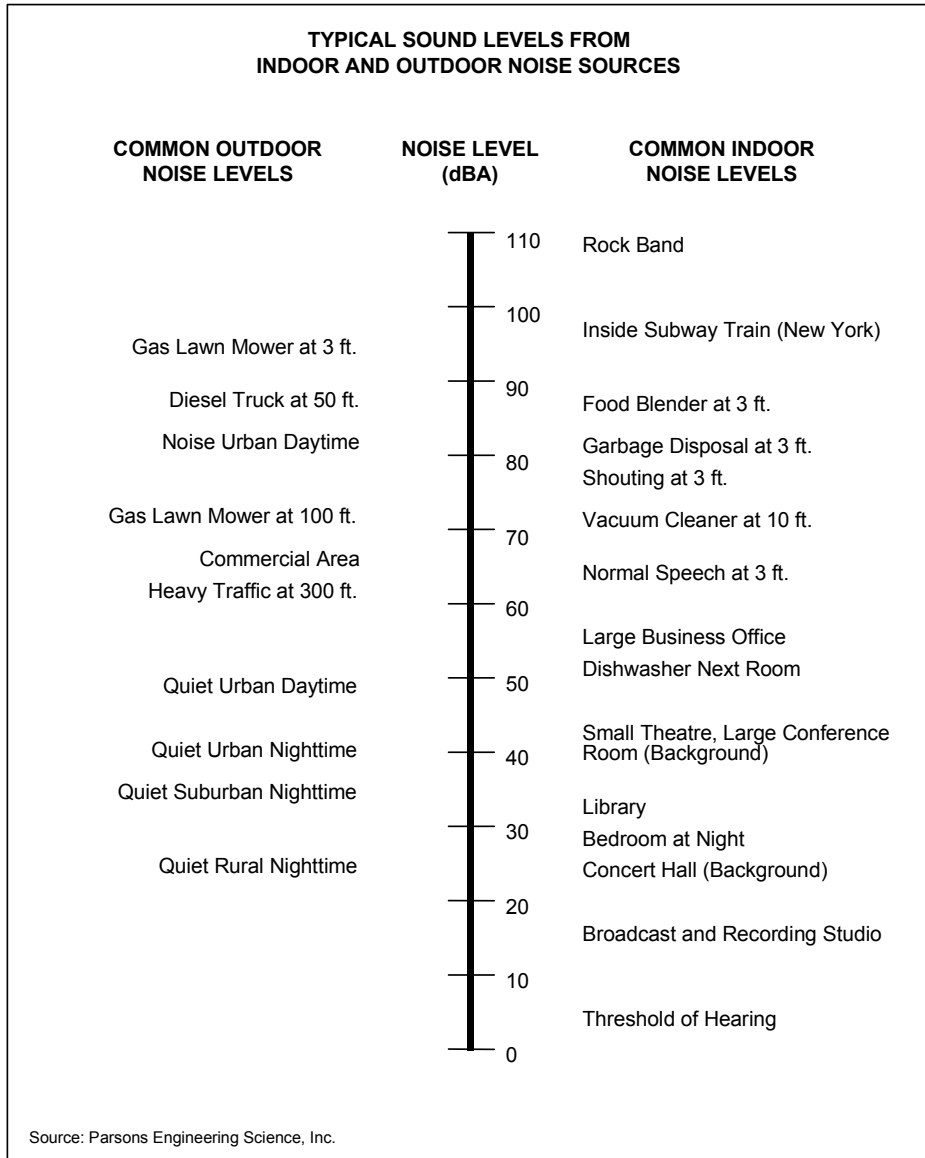 TYPICAL SOUND LEVELS FROM
INDOOR AND OUTDOOR NOISE SOURCES
COMMON OUTDOOR
NOISE LEVELS
NOISE LEVEL
(dBA)
COMMON INDOOR
NOISE LEVELS
110
Rock Band
100
Inside Subway Train (New York)
Gas Lawn Mower at 3 ft.
90
Diesel Truck at 50 ft.
Food Blender at 3 ft.
Noise Urban Daytime
Garbage Disposal at 3 ft.
80
Shouting at 3 ft.
Gas Lawn Mower at 100 ft.
Vacuum Cleaner at 10 ft.
70
Commercial Area
Normal Speech at 3 ft.
Heavy Traffic at 300 ft.
60
Large Business Office
Dishwasher Next Room
Quiet Urban Daytime
50
Small Theatre, Large Conference
Room (Background)
Quiet Urban Nighttime
40
Quiet Suburban Nighttime
Library
30
Bedroom at Night
Quiet Rural Nighttime
Concert Hall (Background)
20
Broadcast and Recording Studio
10
Threshold of Hearing
0
Source: Parsons Engineering Science, Inc.